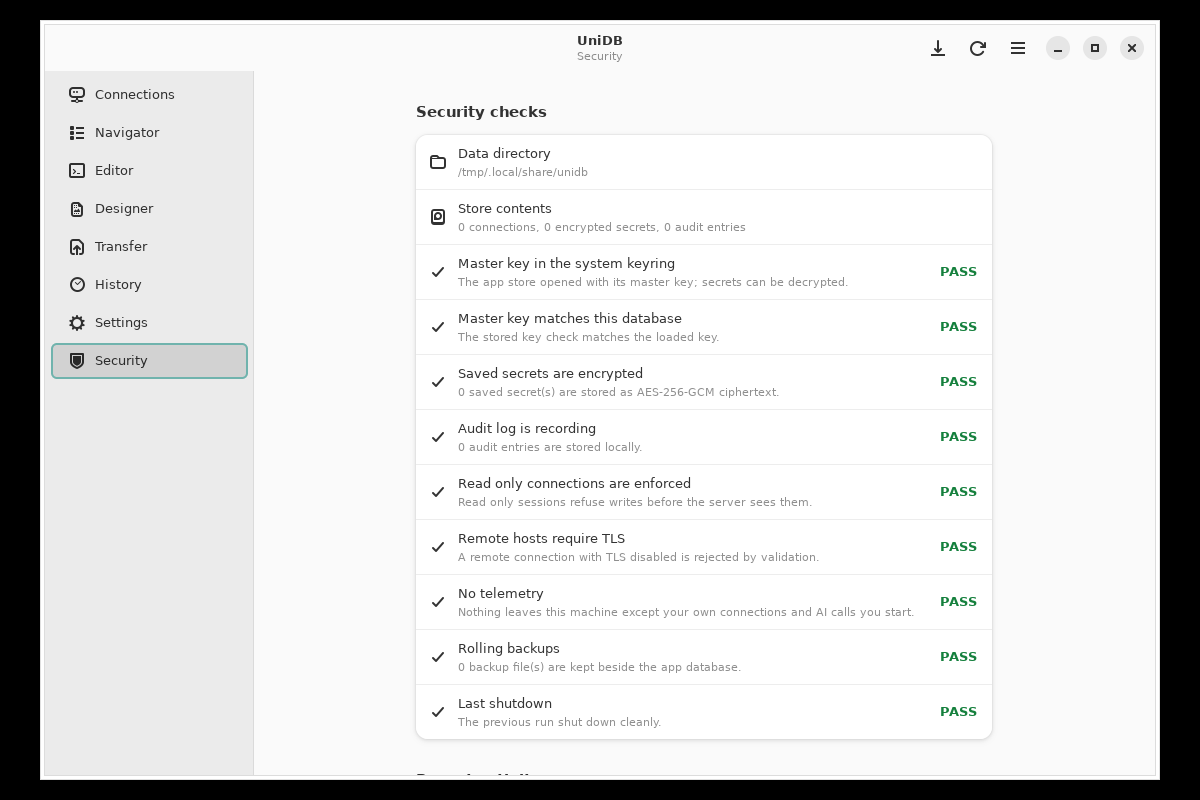 UniDB
Security
Connections
Navigator
Editor
Designer
Transfer
History
Settings
Security
Security checks
Data directory
/tmp/.local/share/unidb
Store contents
0 connections, 0 encrypted secrets, 0 audit entries
Master key in the system keyring
The app store opened with its master key; secrets can be decrypted.
PASS
Master key matches this database
The stored key check matches the loaded key.
PASS
Saved secrets are encrypted
0 saved secret(s) are stored as AES-256-GCM ciphertext.
PASS
Audit log is recording
0 audit entries are stored locally.
PASS
Read only connections are enforced
Read only sessions refuse writes before the server sees them.
PASS
Remote hosts require TLS
A remote connection with TLS disabled is rejected by validation.
PASS
No telemetry
Nothing leaves this machine except your own connections and AI calls you start.
PASS
Rolling backups
0 backup file(s) are kept beside the app database.
PASS
Last shutdown
The previous run shut down cleanly.
PASS